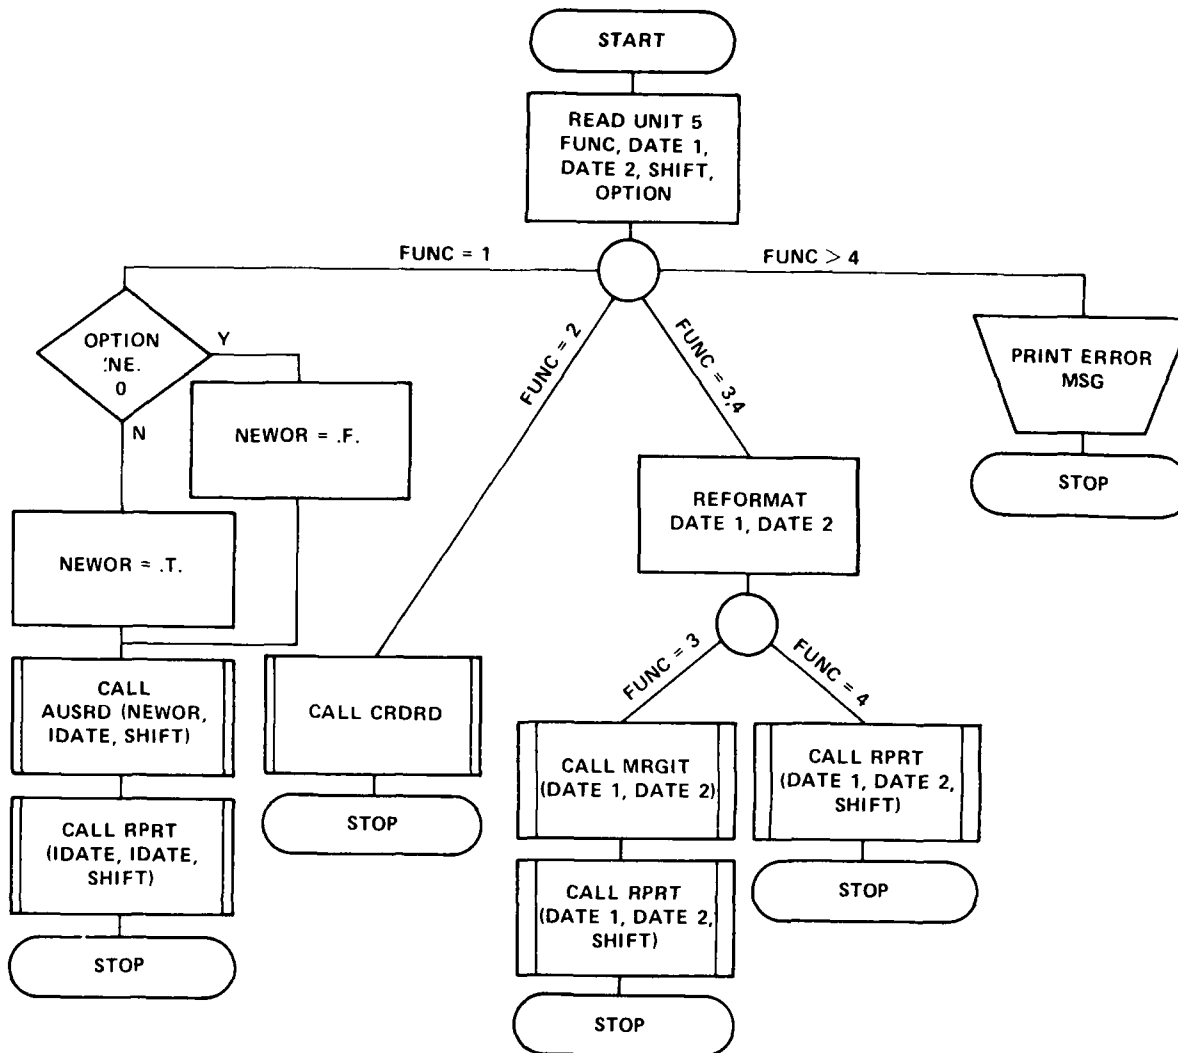 START
READ UNIT 5
FUNC, DATE 1,
DATE 2, SHIFT,
OPTION
FUNC = 1
FUNC > 4
FUNC = 2
FUNC = 3,4
OPTION
.NE.
0
Y
N
NEWOR = .F.
NEWOR = .T.
PRINT ERROR
MSG
STOP
REFORMAT
DATE 1, DATE 2
FUNC = 3
FUNC = 4
CALL
AUSRD (NEWOR,
IDATE, SHIFT)
CALL RPRT
(IDATE, IDATE,
SHIFT)
STOP
CALL CRDRD
STOP
CALL MRGIT
(DATE 1, DATE 2)
CALL RPRT
(DATE 1, DATE 2,
SHIFT)
STOP
CALL RPRT
(DATE 1, DATE 2,
SHIFT)
STOP